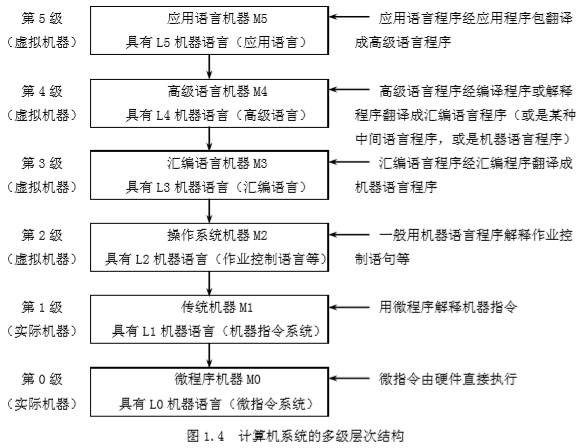 第5级
(虚拟机器)
应用语言机器 M5
具有 L5 机器语言（应用语言）
应用语言程序经应用程序包翻译
成高级语言程序
第4级
(虚拟机器)
高级语言机器 M4
具有 L4 机器语言（高级语言）
高级语言程序经编译程序或解释
程序翻译成汇编语言程序（或是某种
中间语言程序，或是机器语言程序）
第3级
(虚拟机器)
汇编语言机器 M3
具有 L3 机器语言（汇编语言）
汇编语言程序经汇编程序翻译成
机器语言程序
第2级
(虚拟机器)
操作系统机器 M2
具有 L2 机器语言（作业控制语言等）
一般用机器语言程序解释作业控
制语句等
第1级
(实际机器)
传统机器 M1
具有 L1 机器语言（机器指令系统）
用微程序解释机器指令
第0级
(实际机器)
微程序机器 M0
具有 L0 机器语言（微指令系统）
微指令由硬件直接执行
图 1.4 计算机系统的多级层次结构